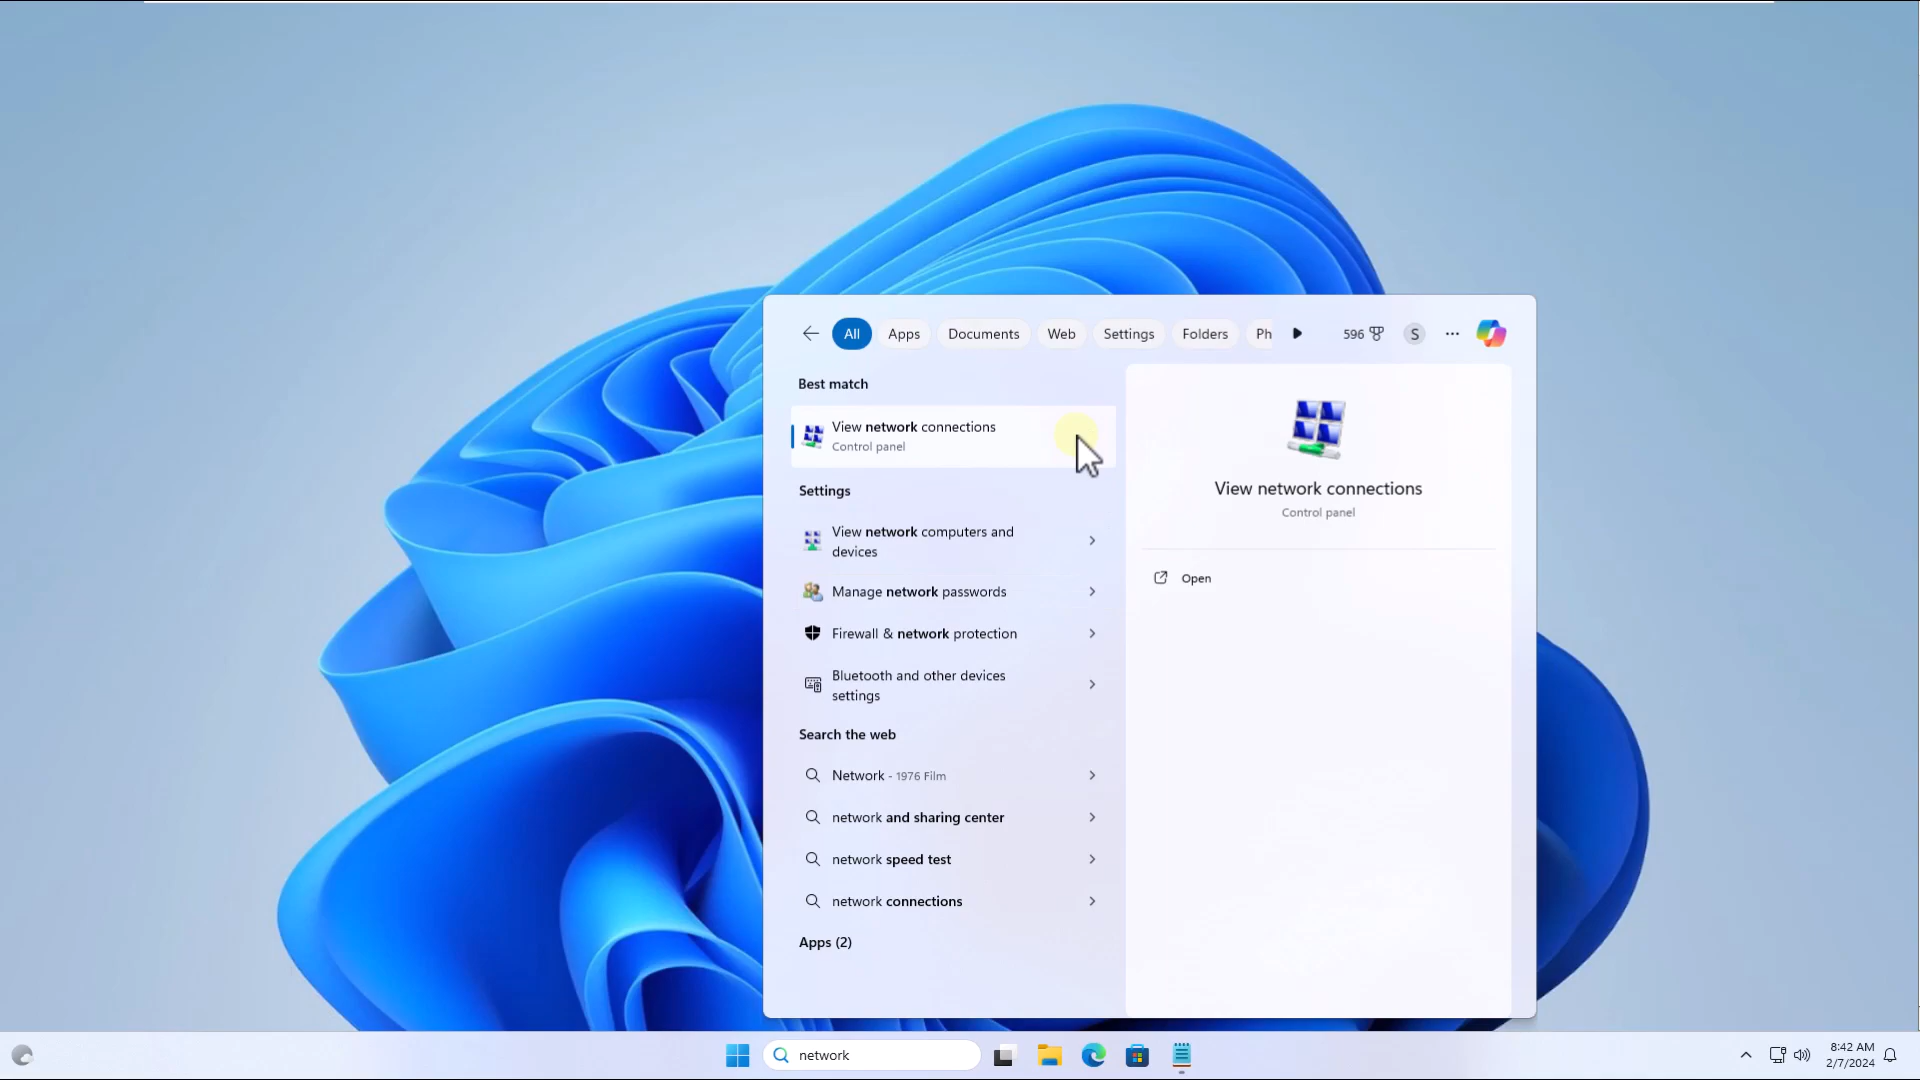 All Apps Documents Web Settings Folders Ph 596 S
Best match
View network connections
Control panel
Settings
View network computers and
devices
Manage network passwords
Firewall & network protection
Bluetooth and other devices
settings
Search the web
Network - 1976 Film
network and sharing center
network speed test
network connections
Apps (2)
View network connections
Control panel
Open
network
8:42 AM
2/7/2024